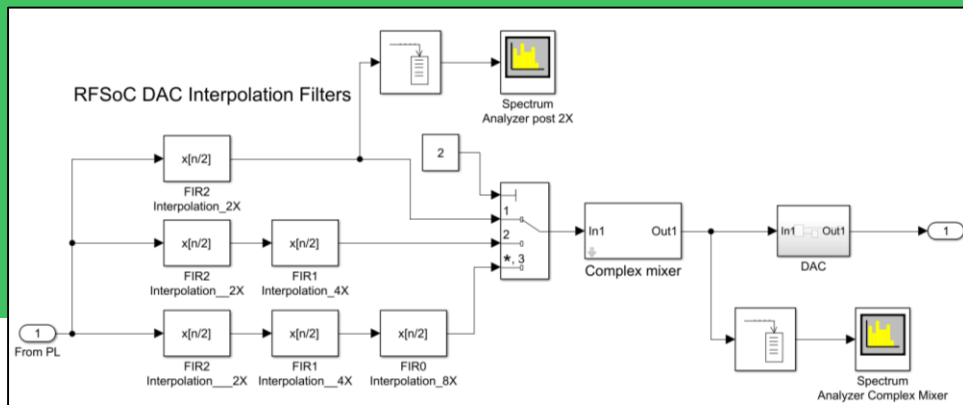 RFSoC DAC Interpolation Filters
Spectrum
Analyzer post 2X
x[n/2]
FIR2
Interpolation_2X
2
1
2
*, 3
x[n/2]
FIR2
Interpolation__2X
x[n/2]
FIR1
Interpolation_4X
In1
Out1
Complex mixer
In1
Out1
DAC
1
1
From PL
x[n/2]
FIR2
Interpolation___2X
x[n/2]
FIR1
Interpolation__4X
x[n/2]
FIR0
Interpolation_8X
Spectrum
Analyzer Complex Mixer